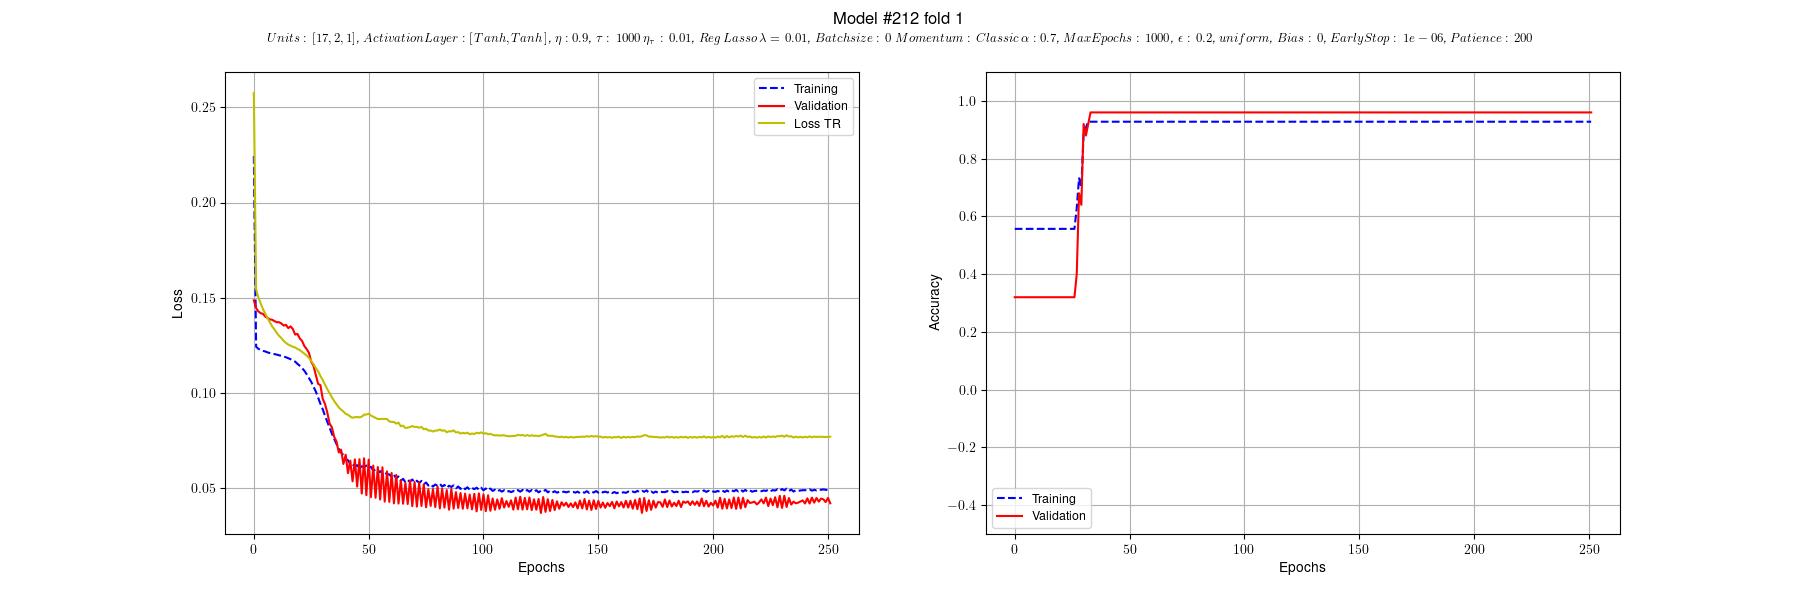 Model #212 fold 1
Units : [17, 2, 1], ActivationLayer : [Tanh, Tanh], η : 0.9, τ : 1000 ητ : 0.01, Reg Lasso λ = 0.01, Batchsize : 0 Momentum : Classic α : 0.7, MaxEpochs : 1000, ϵ : 0.2, uniform, Bias : 0, EarlyStop : 1e − 06, Patience : 200
Training
Validation
Loss TR
0.25
0.20
0.15
0.10
0.05
Loss
0
50
100
150
200
250
Epochs
1.0
0.8
0.6
0.4
0.2
0.0
−0.2
−0.4
Accuracy
Training
Validation
0
50
100
150
200
250
Epochs